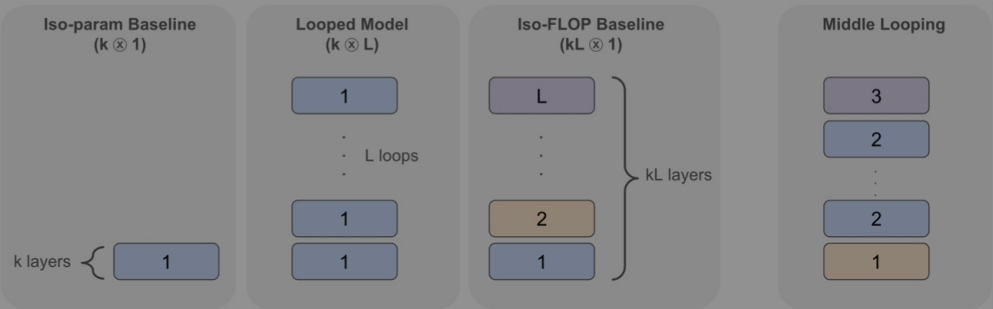 Iso-param Baseline
(k ⊗ 1)
k layers
1
Looped Model
(k ⊗ L)
1
L loops
1
1
Iso-FLOP Baseline
(kL ⊗ 1)
L
2
1
kL layers
Middle Looping
3
2
2
1